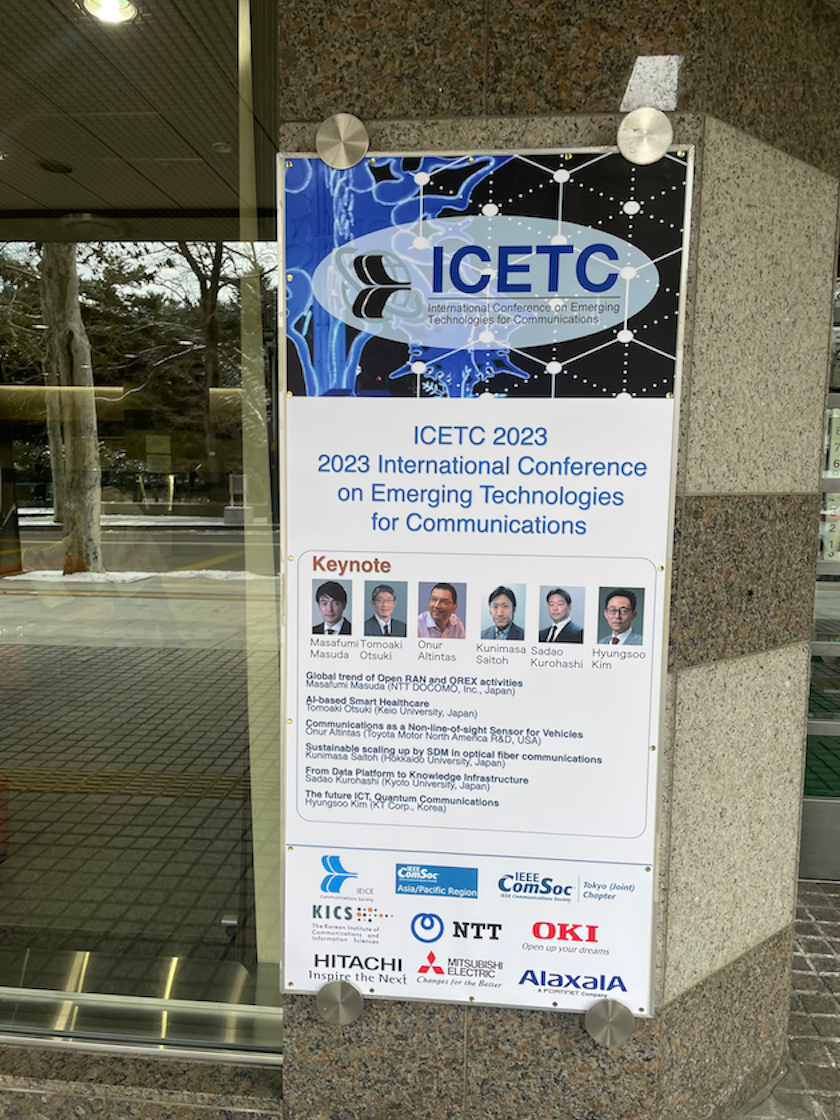 ICETC
International Conference on Emerging
Technologies for Communications
ICETC 2023
2023 International Conference
on Emerging Technologies
for Communications
Keynote
Masafumi Masuda
Tomoaki Otsuki
Onur Altintas
Kunimasa Saitoh
Sadao Kurohashi
Hyungsoo Kim
Global trend of Open RAN and OREX activities
Masafumi Masuda (NTT DOCOMO, Inc., Japan)
AI-based Smart Healthcare
Tomoaki Otsuki (Keio University, Japan)
Communications as a Non-line-of-sight Sensor for Vehicles
Onur Altintas (Toyota Motor North America R&D, USA)
Sustainable scaling up by SDM in optical fiber communications
Kunimasa Saitoh (Hokkaido University, Japan)
From Data Platform to Knowledge Infrastructure
Sadao Kurohashi (Kyoto University, Japan)
The future ICT, Quantum Communications
Hyungsoo Kim (KT Corp., Korea)
IEICE
Communications Society
IEEE
ComSoc
Asia/Pacific Region
IEEE
ComSoc
IEEE Communications Society
Tokyo (Joint)
Chapter
KICS
The Korean Institute of
Communications and
Information Sciences
NTT
OKI
Open up your dreams
HITACHI
Inspire the Next
MITSUBISHI
ELECTRIC
Changes for the Better
AlaxalA
A FORTINET Company